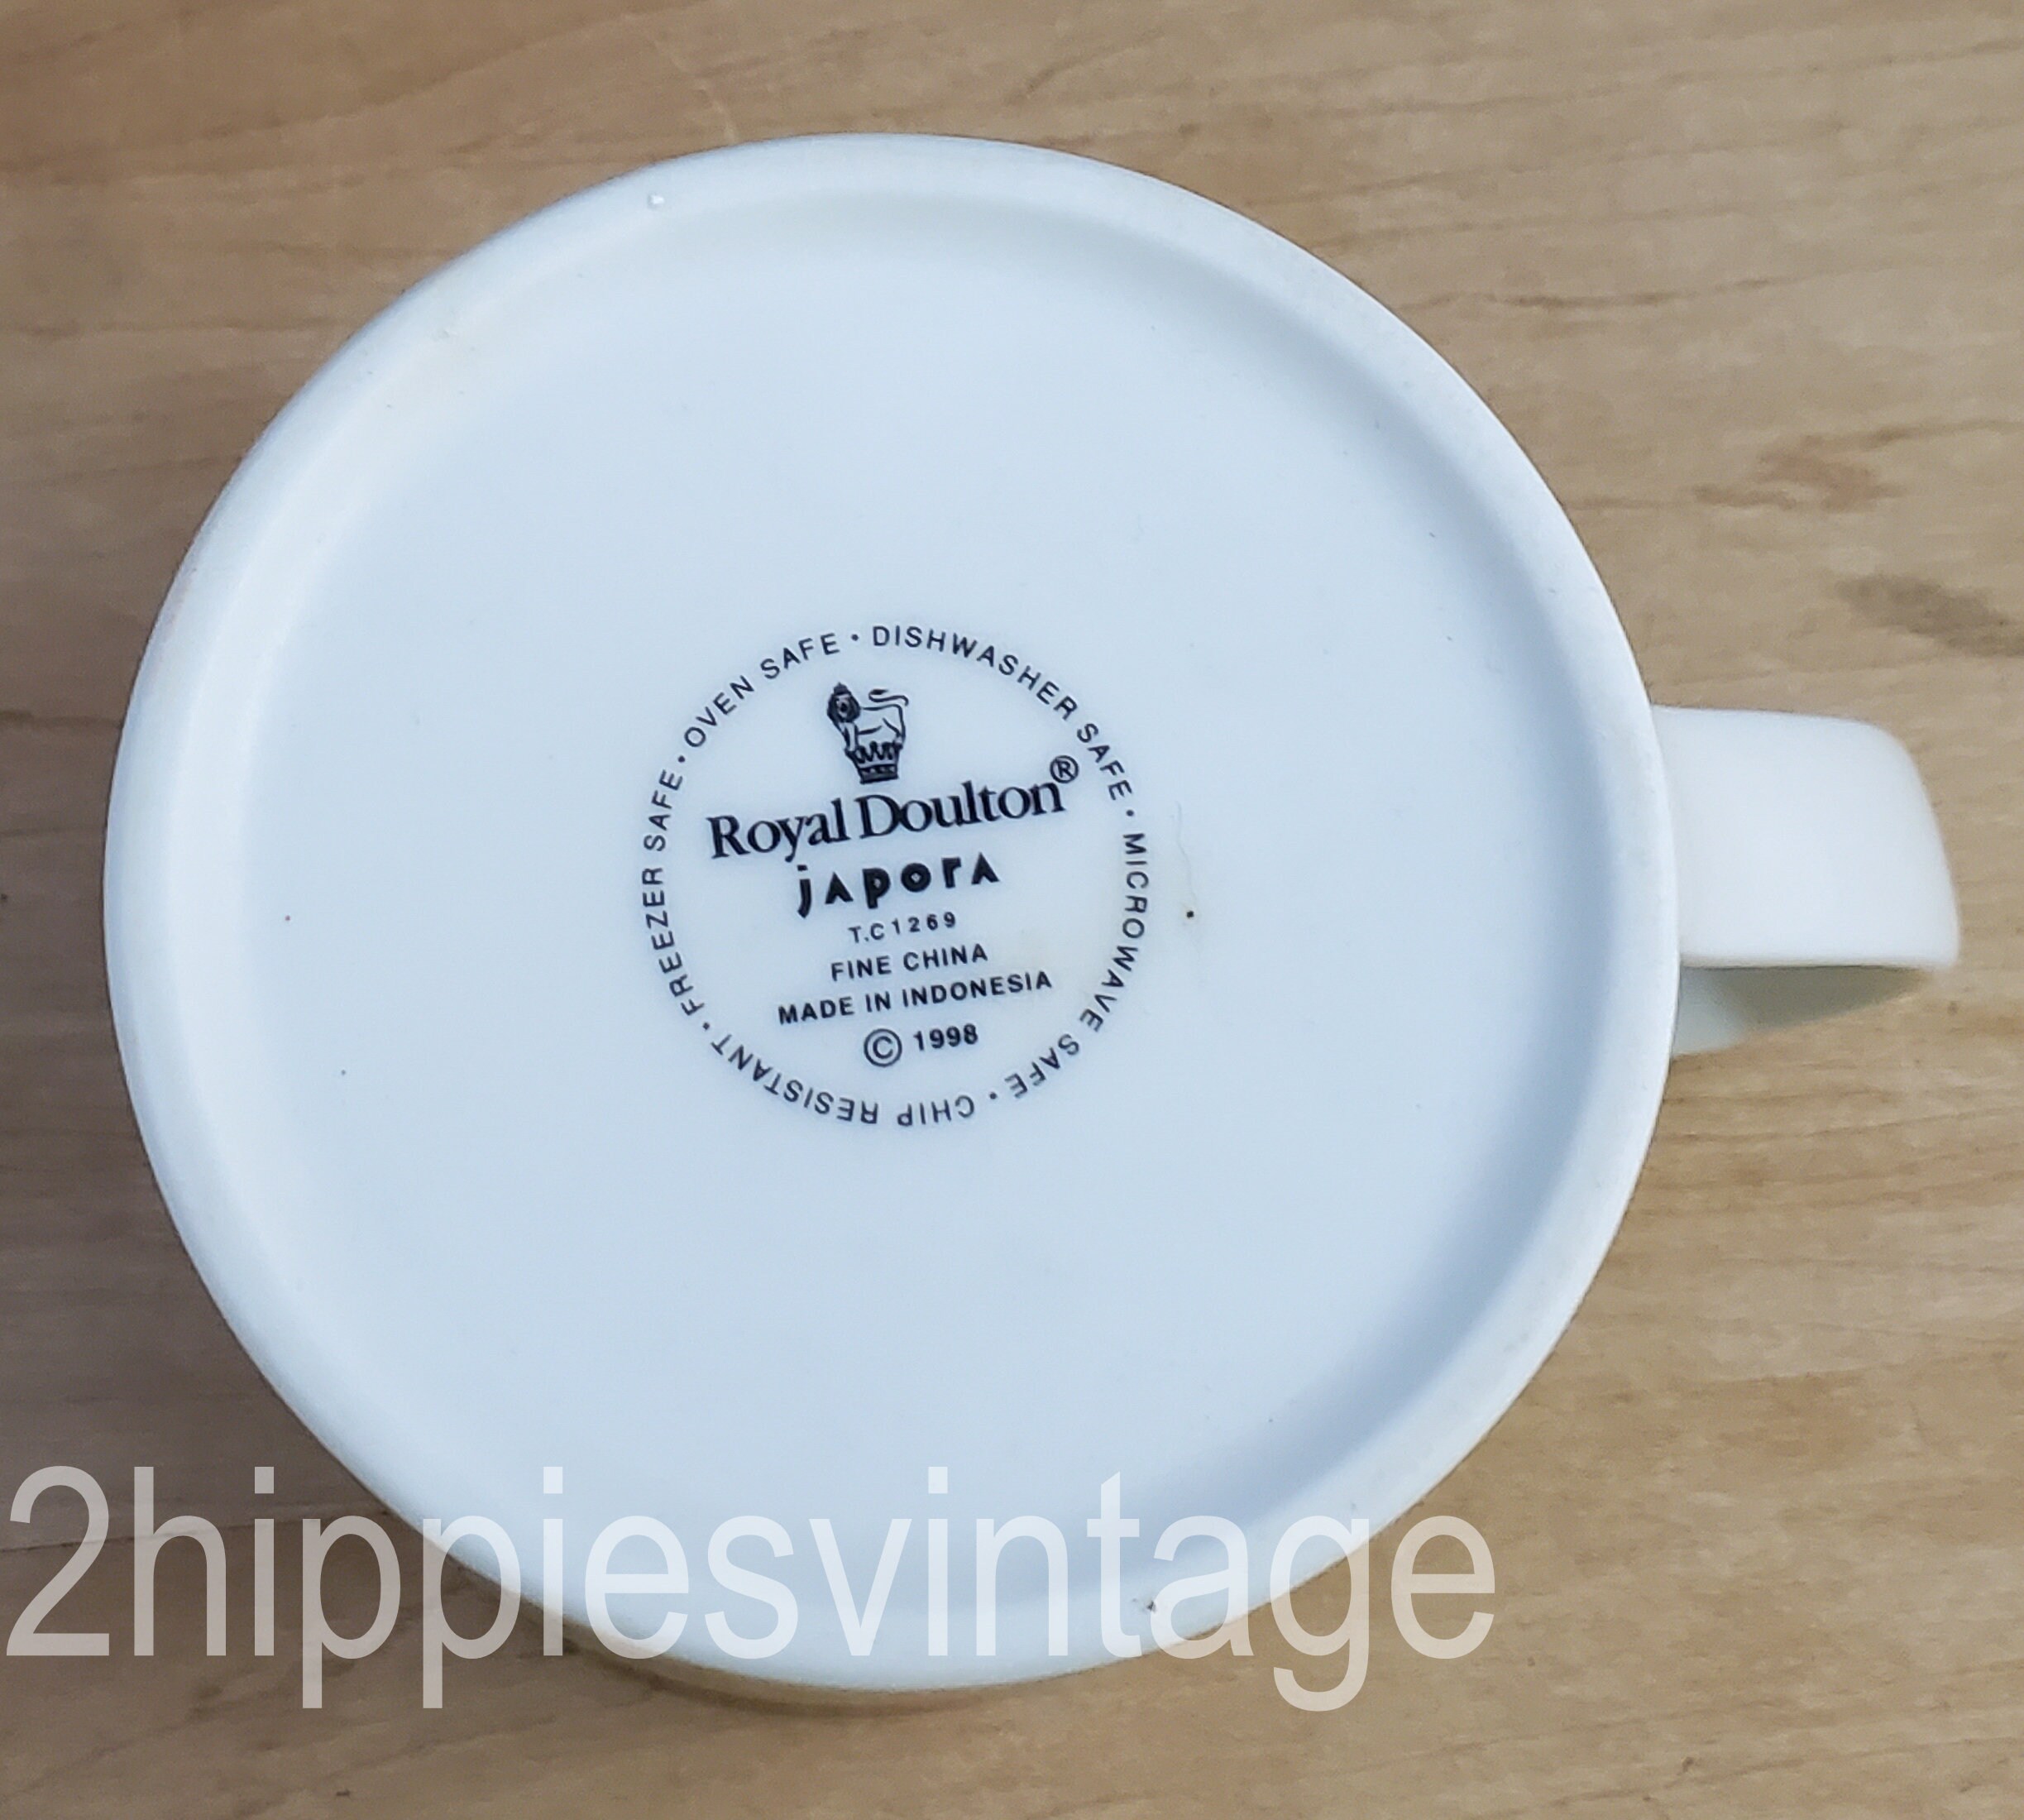 FREEZER SAFE · OVEN SAFE · DISHWASHER SAFE · MICROWAVE SAFE · CHIP RESISTANT ·
Royal Doulton®
jAporA
T.C1269
FINE CHINA
MADE IN INDONESIA
© 1998
2hippiesvintage